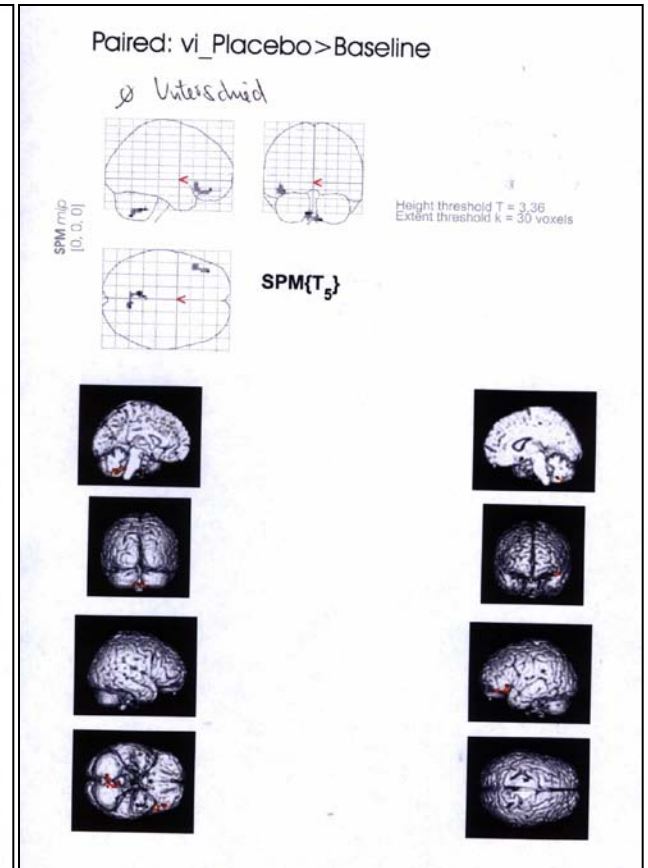 Paired: vi_Placebo>Baseline
ø Unterschied
SPM mip
[0, 0, 0]
<
<
<
Height threshold T = 3.36
Extent threshold k = 30 voxels
SPM{T5}